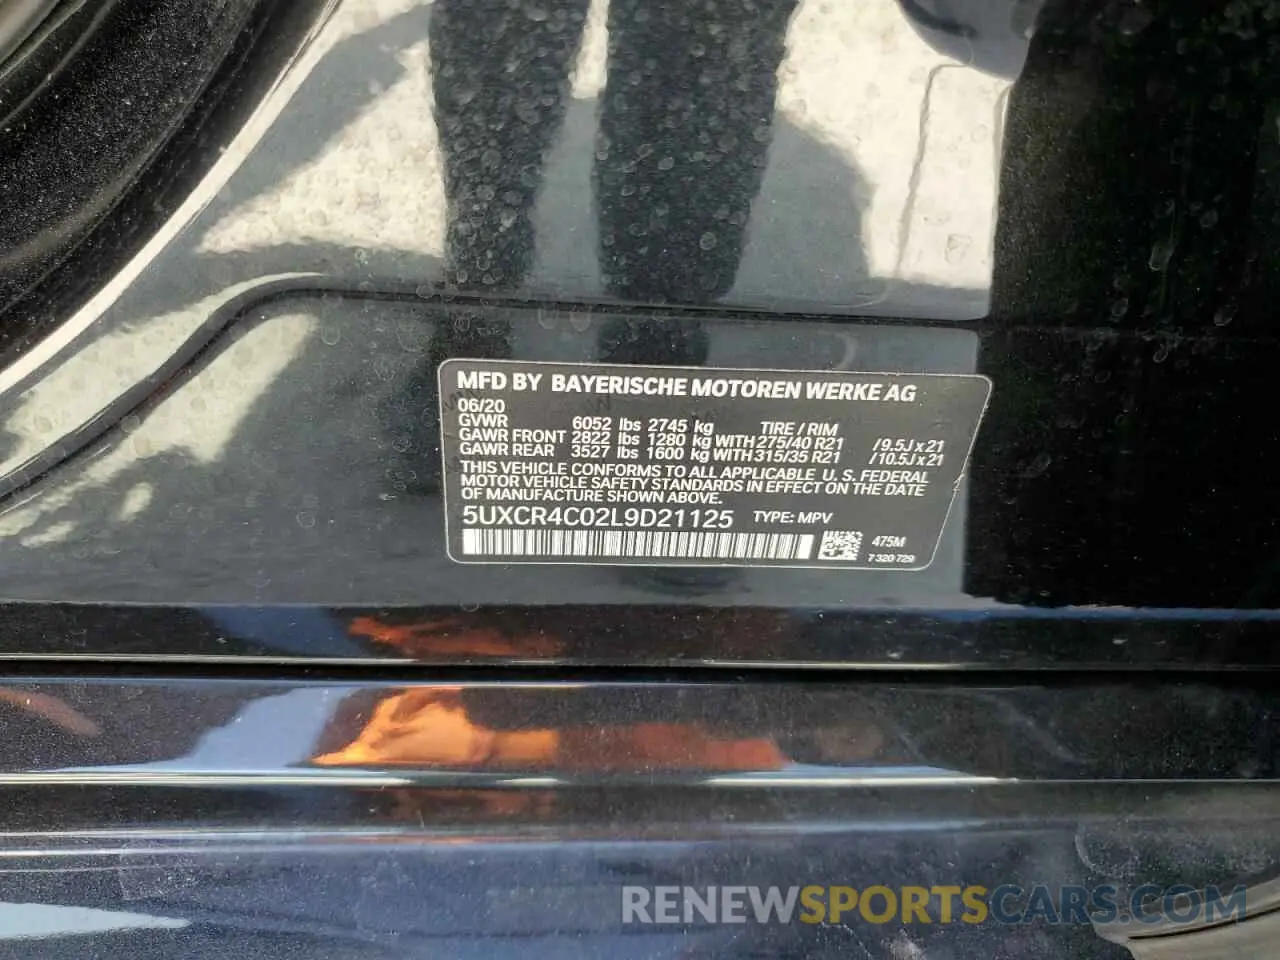 MFD BY BAYERISCHE MOTOREN WERKE AG
06/20
GVWR 6052 lbs 2745 kg TIRE / RIM
GAWR FRONT 2822 lbs 1280 kg WITH 275/40 R21 /9.5J x 21
GAWR REAR 3527 lbs 1600 kg WITH 315/35 R21 /10.5J x 21
THIS VEHICLE CONFORMS TO ALL APPLICABLE U. S. FEDERAL
MOTOR VEHICLE SAFETY STANDARDS IN EFFECT ON THE DATE
OF MANUFACTURE SHOWN ABOVE.
5UXCR4C02L9D21125 TYPE: MPV
475M
7 320 729
RENEWSPORTSCARS.COM